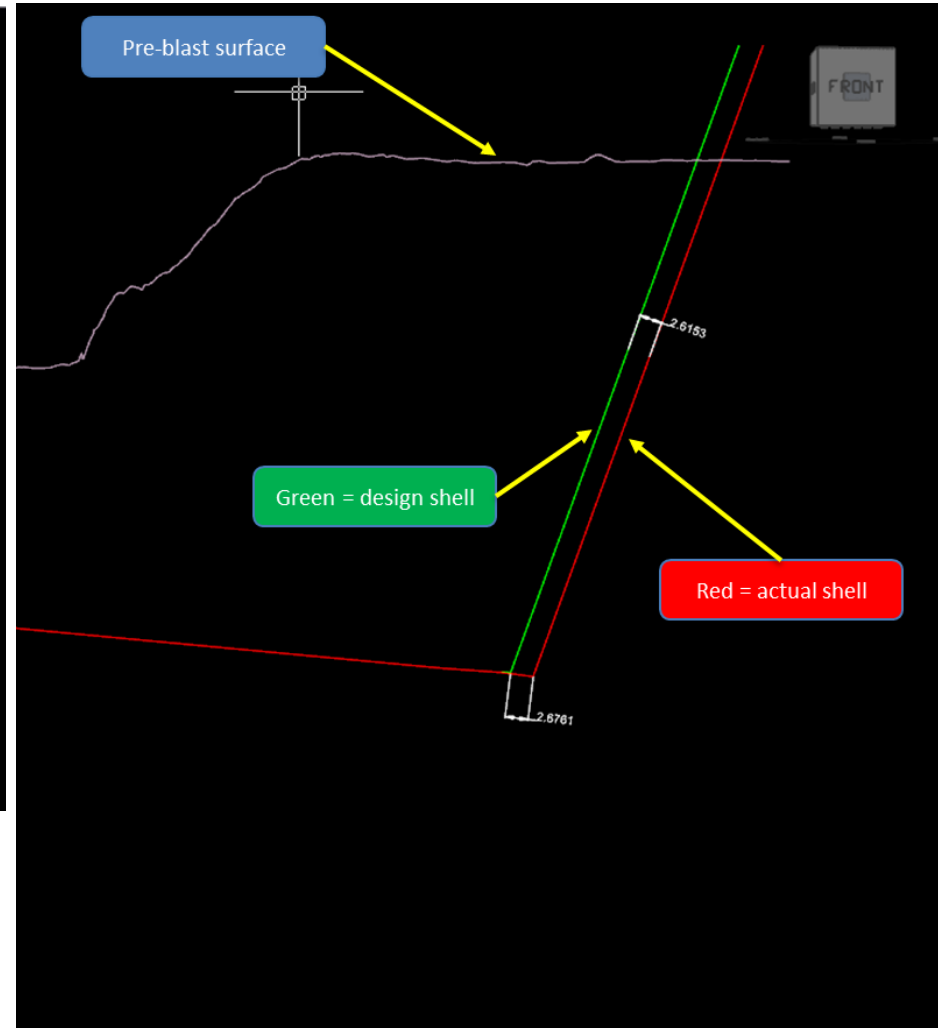 Pre-blast surface
FRONT
2.6153
Green = design shell
Red = actual shell
2.6761